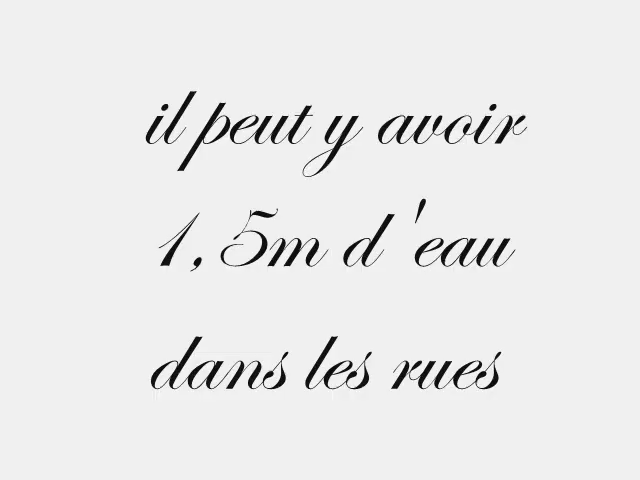 il peut y avoir
1,5m d'eau
dans les rues